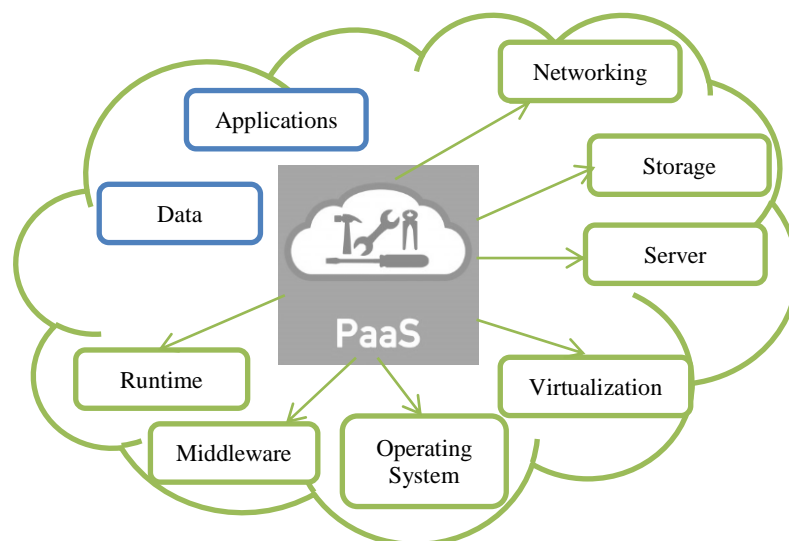 Networking
Applications
Storage
Data
Server
PaaS
Runtime
Virtualization
Middleware
Operating
System